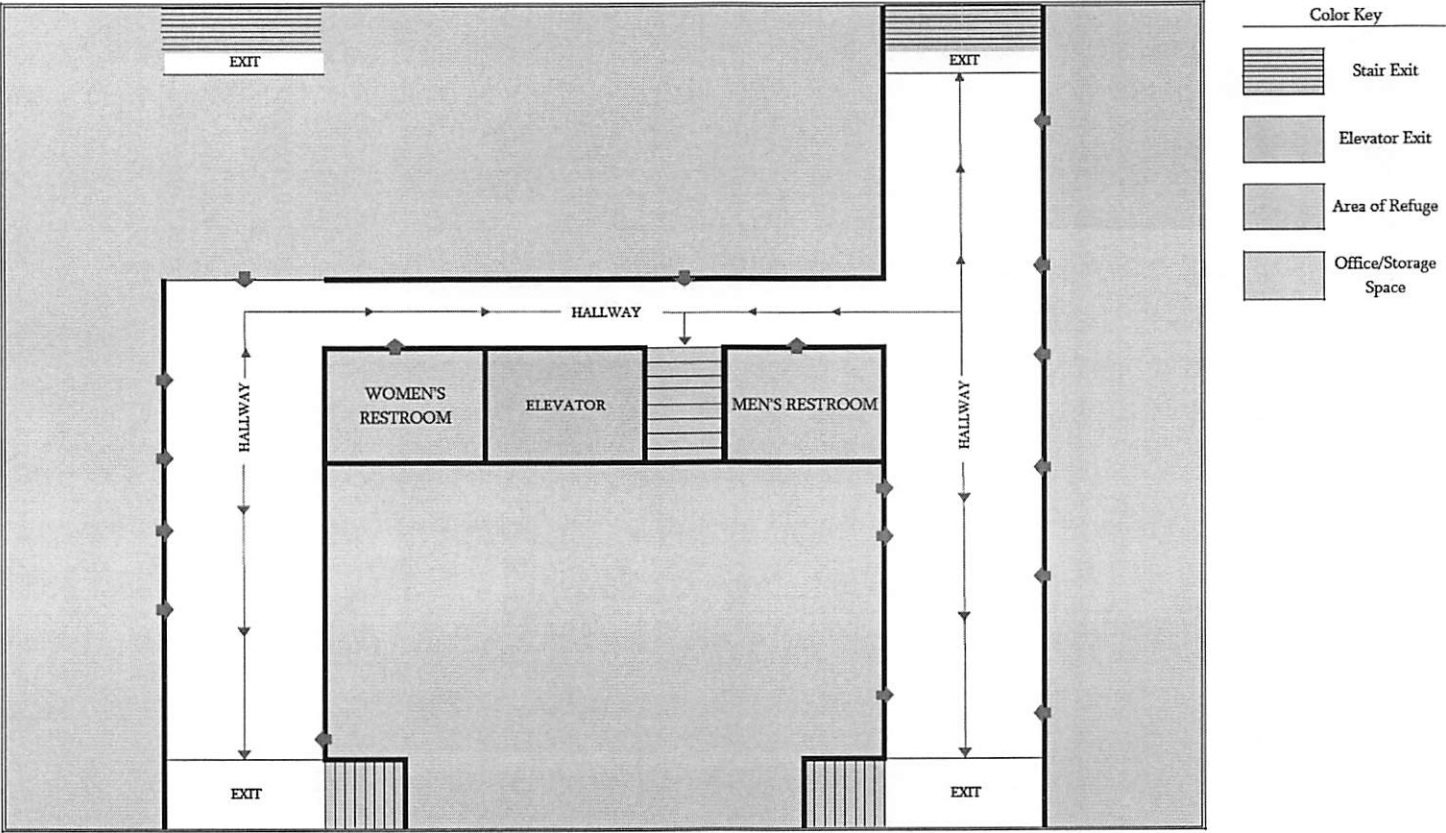 Color Key
EXIT
EXIT
Stair Exit
Elevator Exit
Area of Refuge
Office/Storage
Space
HALLWAY
HALLWAY
WOMEN'S
RESTROOM
ELEVATOR
MEN'S RESTROOM
HALLWAY
EXIT
EXIT